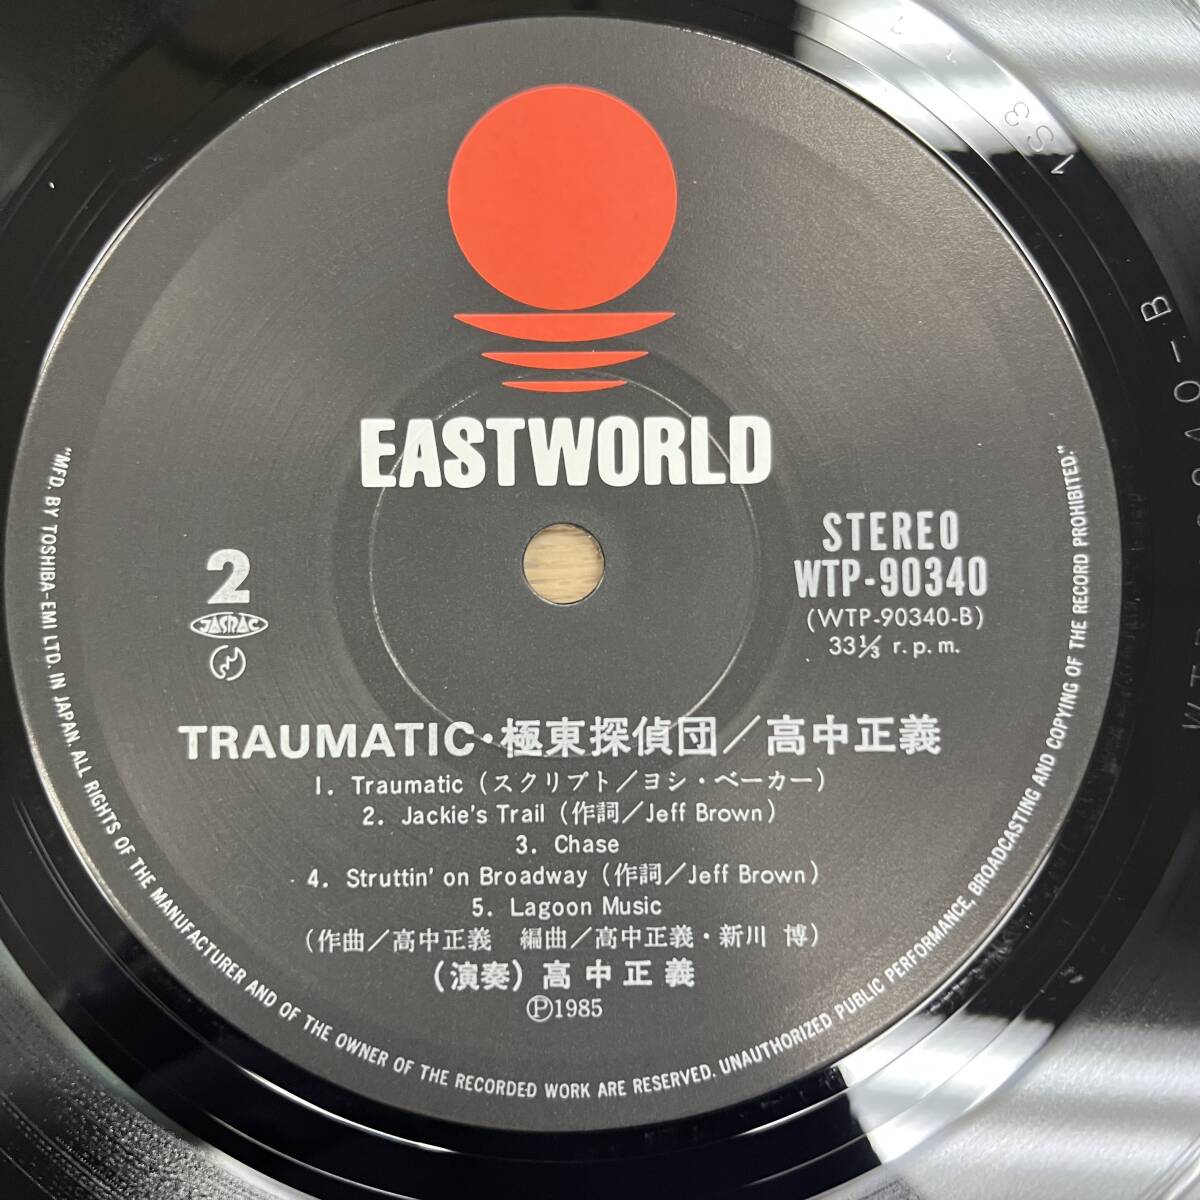 EASTWORLD
2
JASRAC
STEREO
WTP-90340
(WTP-90340-B)
33⅓ r.p.m.
TRAUMATIC・極東探偵団／高中正義
1. Traumatic (スクリプト／ヨシ・ベーカー)
2. Jackie's Trail (作詞／Jeff Brown)
3. Chase
4. Struttin' on Broadway (作詞／Jeff Brown)
5. Lagoon Music
(作曲／高中正義　編曲／高中正義・新川 博)
(演奏) 高中正義
Ⓟ1985
"MFD. BY TOSHIBA-EMI LTD. IN JAPAN. ALL RIGHTS OF THE MANUFACTURER AND OF THE OWNER OF THE RECORDED WORK ARE RESERVED. UNAUTHORIZED PUBLIC PERFORMANCE, BROADCASTING AND COPYING OF THE RECORD PROHIBITED."
1S3